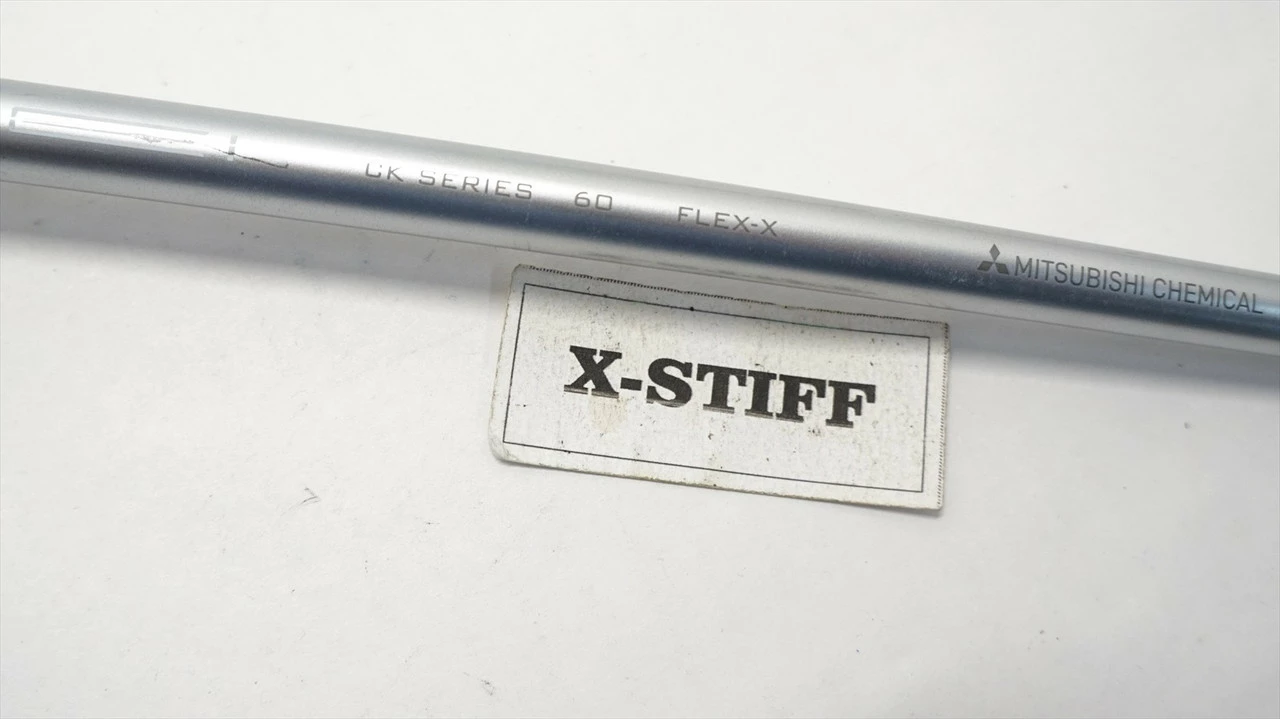 CK SERIES 60 FLEX-X
MITSUBISHI CHEMICAL
X-STIFF